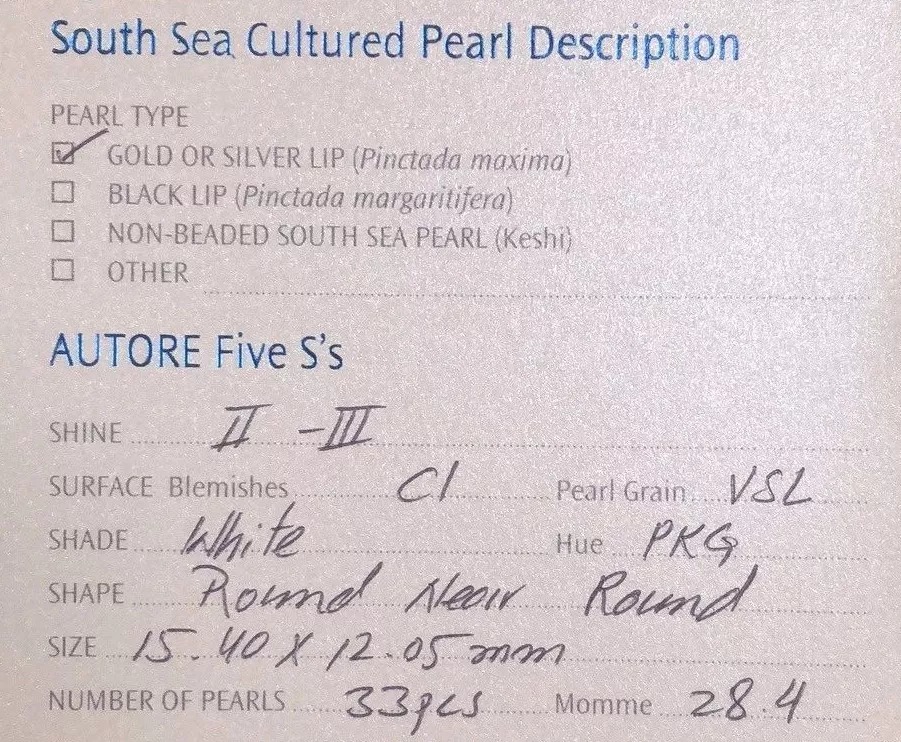 South Sea Cultured Pearl Description
PEARL TYPE
☑ GOLD OR SILVER LIP (Pinctada maxima)
☐ BLACK LIP (Pinctada margaritifera)
☐ NON-BEADED SOUTH SEA PEARL (Keshi)
☐ OTHER
AUTORE Five S's
SHINE II - III
SURFACE Blemishes C1 Pearl Grain VSL
SHADE White Hue PKG
SHAPE Round Near Round
SIZE 15.40 X 12.05 mm
NUMBER OF PEARLS 33pcs Momme 28.4